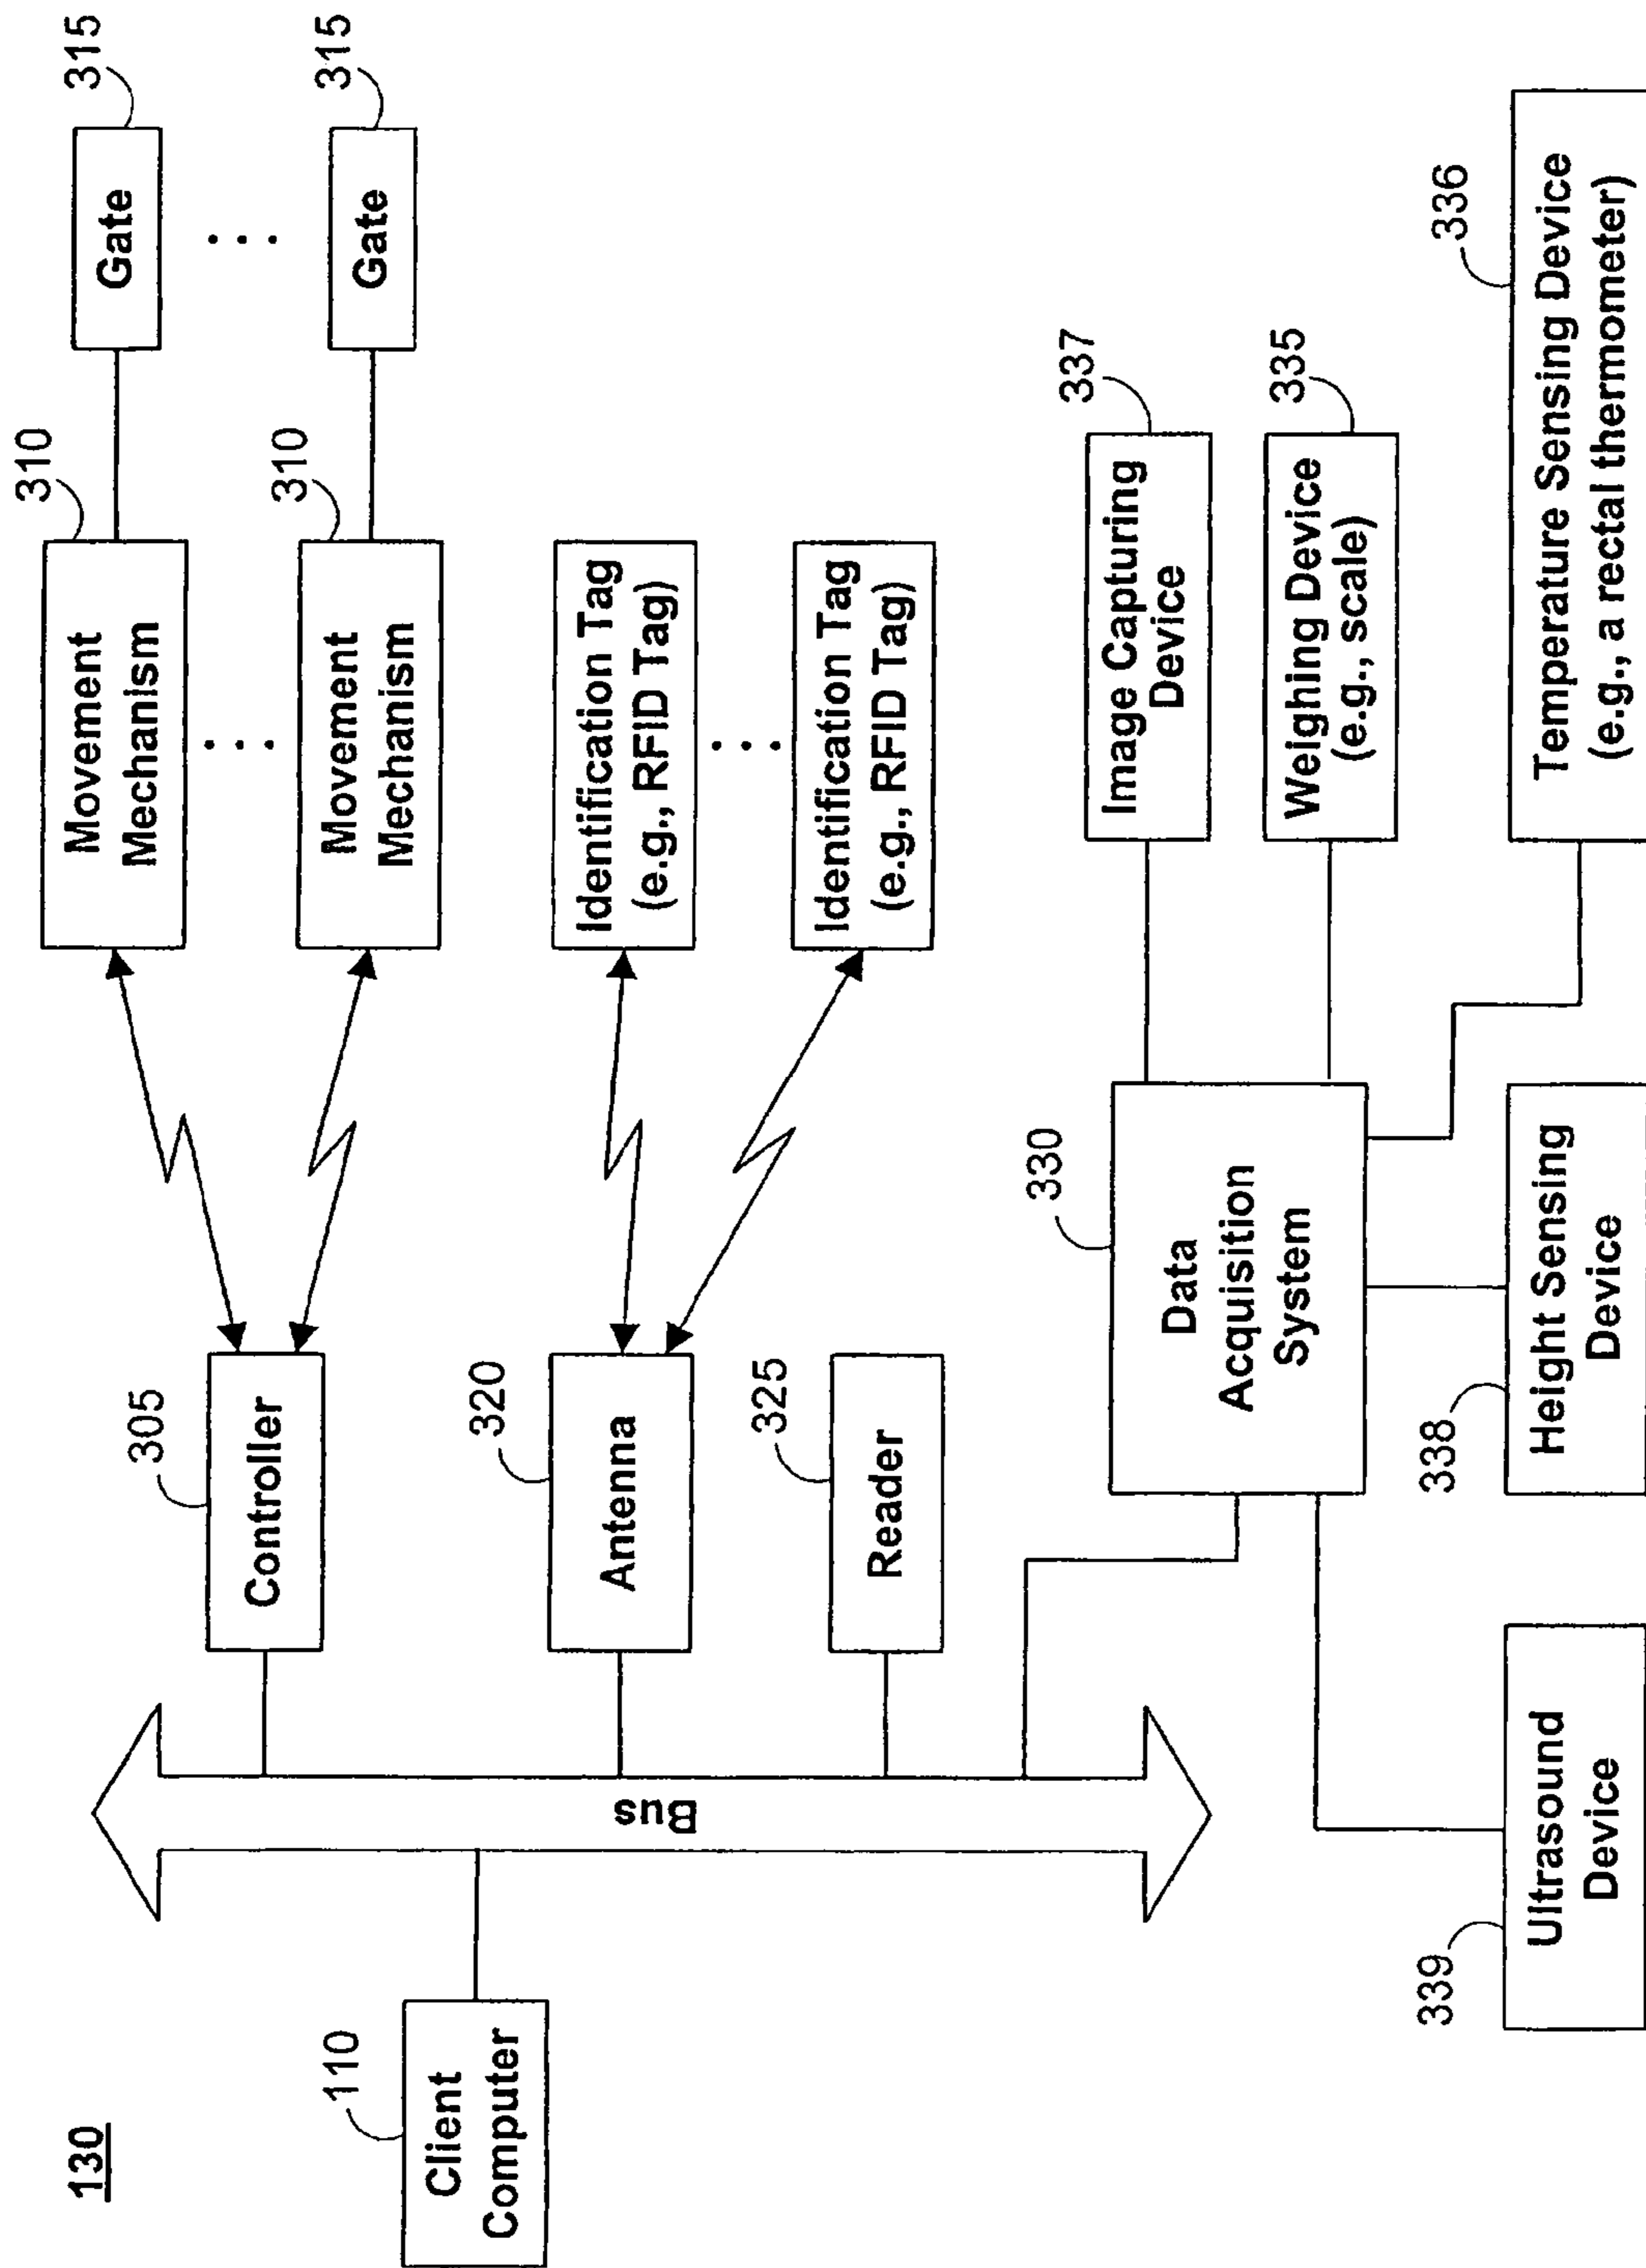 130
110
Client
Computer
Bus
305
Controller
310
Movement
Mechanism
315
Gate
. . .
. . .
310
Movement
Mechanism
315
Gate
320
Antenna
Identification Tag
(e.g., RFID Tag)
. . .
Identification Tag
(e.g., RFID Tag)
325
Reader
330
Data
Acquisition
System
337
Image Capturing
Device
335
Weighing Device
(e.g., scale)
339
Ultrasound
Device
338
Height Sensing
Device
336
Temperature Sensing Device
(e.g., a rectal thermometer)